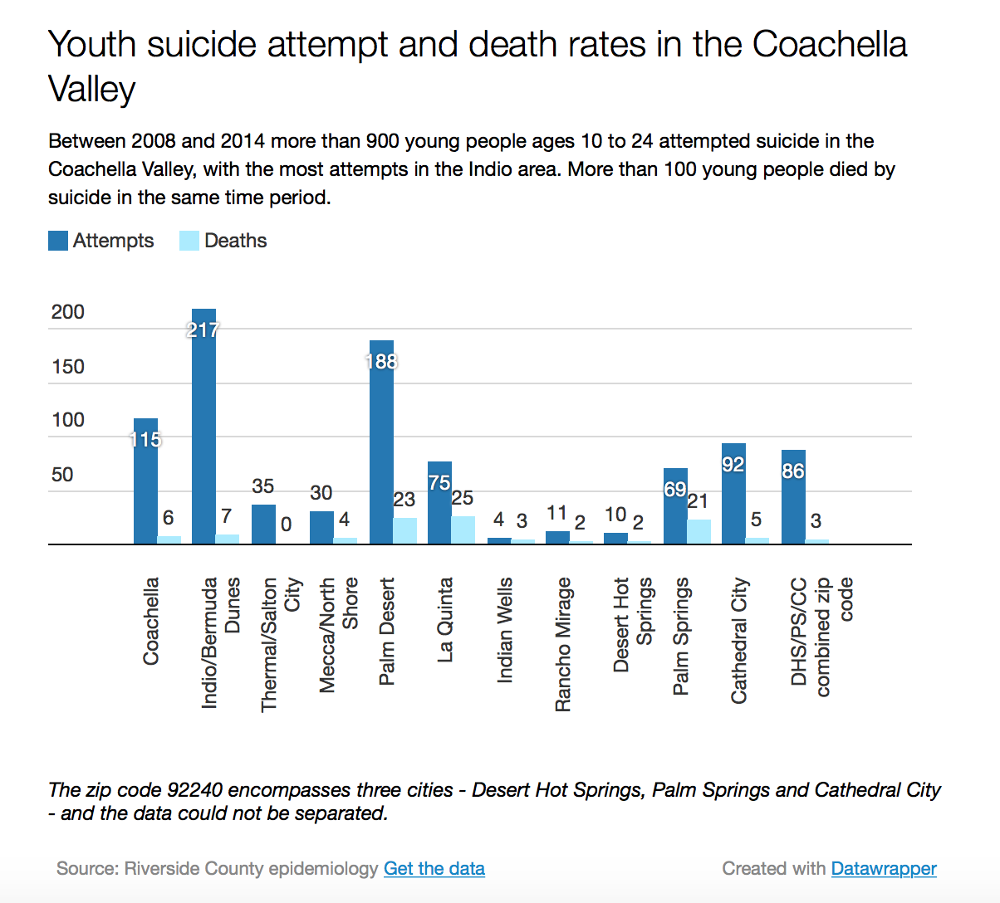 Youth suicide attempt and death rates in the Coachella
Valley
Between 2008 and 2014 more than 900 young people ages 10 to 24 attempted suicide in the
Coachella Valley, with the most attempts in the Indio area. More than 100 young people died by
suicide in the same time period.
Attempts Deaths
200
150
100
50
115
6
217
7
35
0
30
4
188
23
75
25
4
3
11
2
10
2
69
21
92
5
86
3
Coachella
Indio/Bermuda
Dunes
Thermal/Salton
City
Mecca/North
Shore
Palm Desert
La Quinta
Indian Wells
Rancho Mirage
Desert Hot
Springs
Palm Springs
Cathedral City
DHS/PS/CC
combined zip
code
The zip code 92240 encompasses three cities - Desert Hot Springs, Palm Springs and Cathedral City
- and the data could not be separated.
Source: Riverside County epidemiology Get the data
Created with Datawrapper